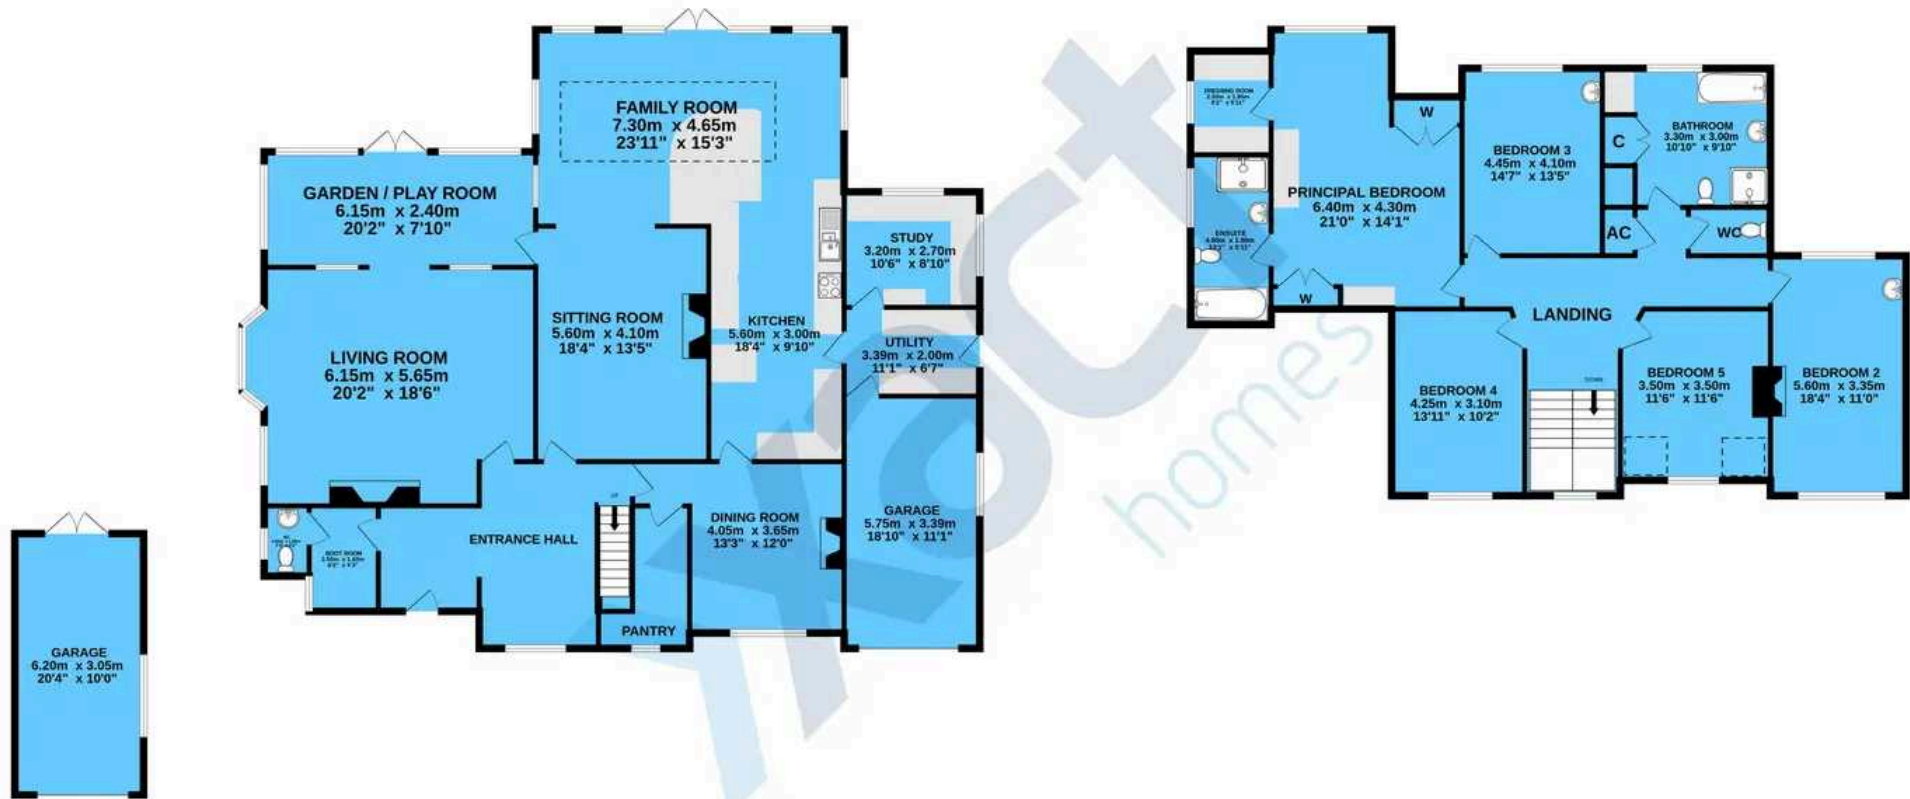 FAMILY ROOM
7.30m x 4.65m
23'11" x 15'3"
GARDEN / PLAY ROOM
6.15m x 2.40m
20'2" x 7'10"
STUDY
3.20m x 2.70m
10'6" x 8'10"
SITTING ROOM
5.60m x 4.10m
18'4" x 13'5"
KITCHEN
5.60m x 3.00m
18'4" x 9'10"
UTILITY
3.39m x 2.00m
11'1" x 6'7"
LIVING ROOM
6.15m x 5.65m
20'2" x 18'6"
UP
DINING ROOM
4.05m x 3.65m
13'3" x 12'0"
GARAGE
5.75m x 3.39m
18'10" x 11'1"
ENTRANCE HALL
BOOT ROOM
PANTRY
GARAGE
6.20m x 3.05m
20'4" x 10'0"
DRESSING ROOM
W
BEDROOM 3
4.45m x 4.10m
14'7" x 13'5"
C
BATHROOM
3.30m x 3.00m
10'10" x 9'10"
PRINCIPAL BEDROOM
6.40m x 4.30m
21'0" x 14'1"
ENSUITE
AC
WC
W
LANDING
BEDROOM 4
4.25m x 3.10m
13'11" x 10'2"
DOWN
BEDROOM 5
3.50m x 3.50m
11'6" x 11'6"
BEDROOM 2
5.60m x 3.35m
18'4" x 11'0"
homes